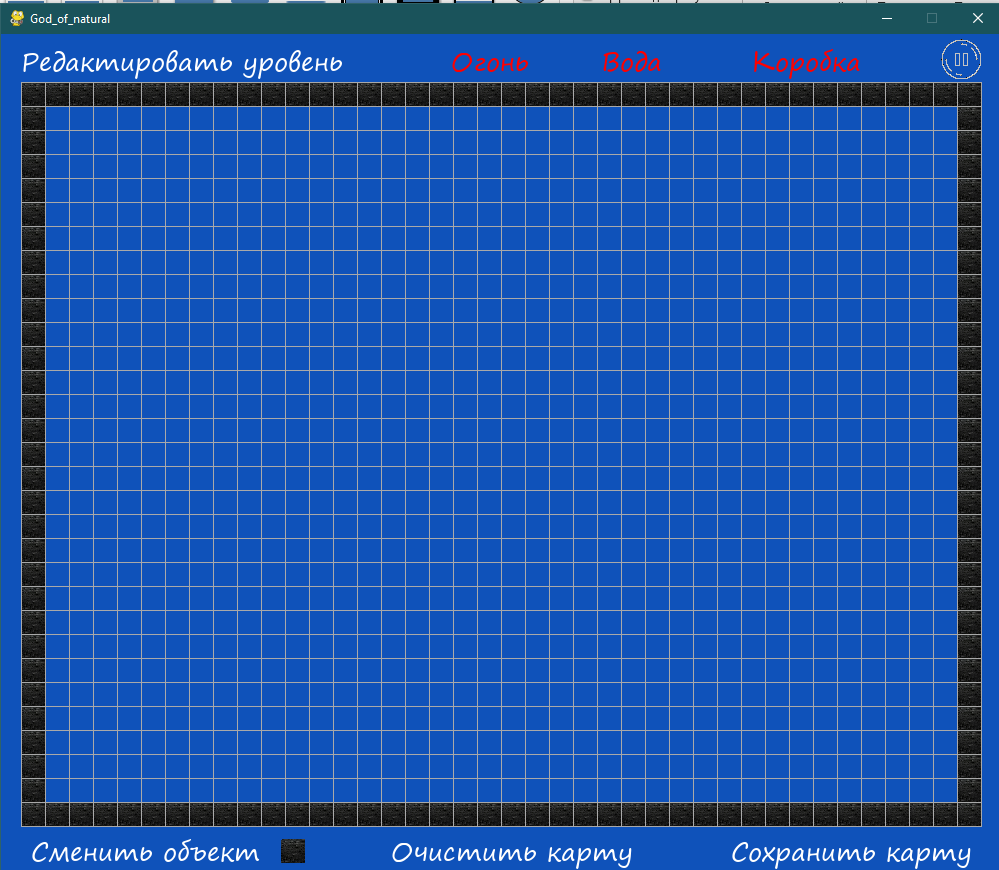 God_of_natural
Редактировать уровень Огонь Вода Коробка
Сменить объект Очистить карту Сохранить карту